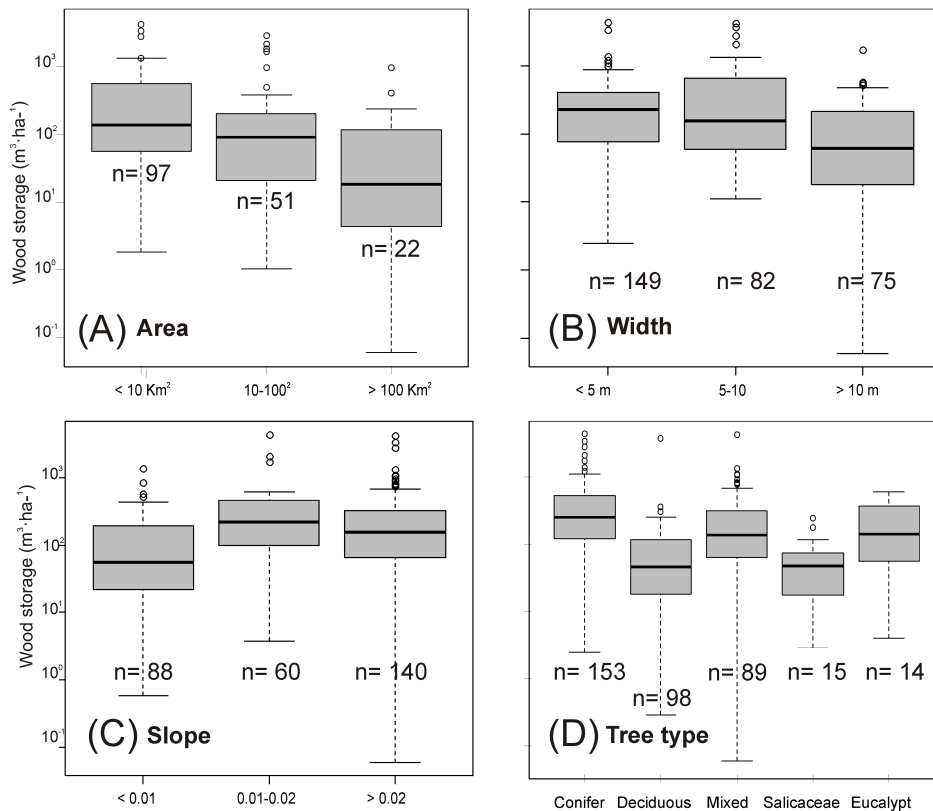 Wood storage (m³·ha-¹)
10³
10²
10¹
10⁰
10-¹
n= 97
n= 51
n= 22
(A) Area
< 10 Km²
10-100²
> 100 Km²
n= 149
n= 82
n= 75
(B) Width
< 5 m
5-10
> 10 m
Wood storage (m³·ha-¹)
10³
10²
10¹
10⁰
10-¹
n= 88
n= 60
n= 140
(C) Slope
< 0.01
0.01-0.02
> 0.02
n= 153
n= 98
n= 89
n= 15
n= 14
(D) Tree type
Conifer Deciduous Mixed Salicaceae Eucalypt